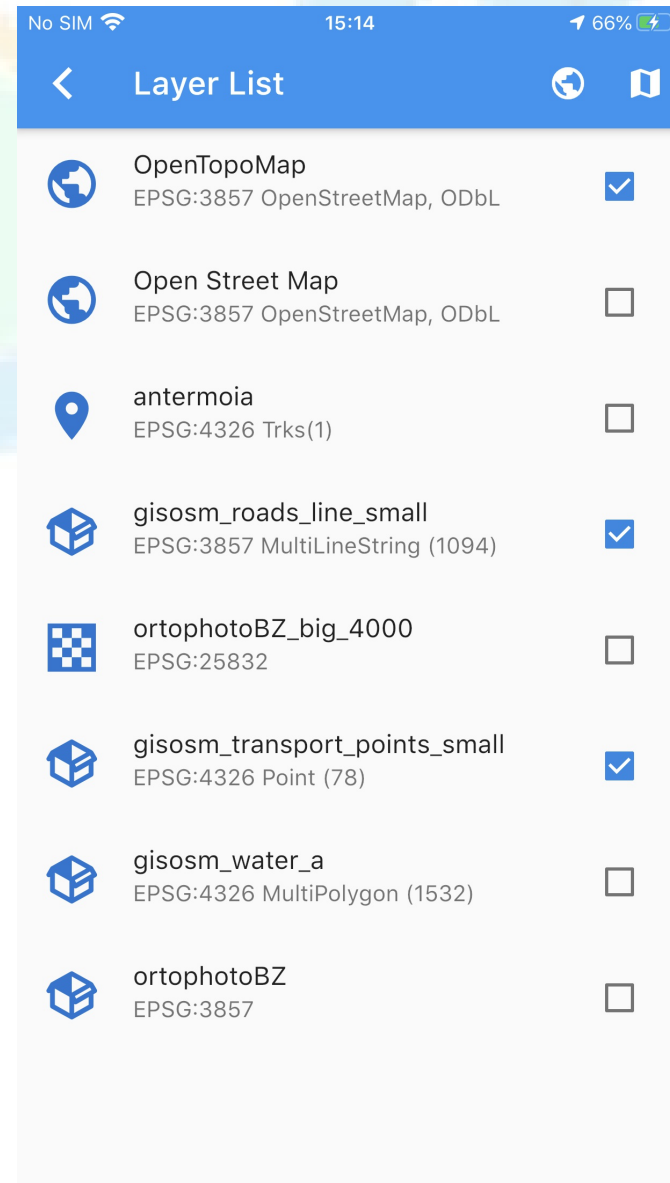 No SIM 15:14 66%
Layer List
OpenTopoMap
EPSG:3857 OpenStreetMap, ODbL
Open Street Map
EPSG:3857 OpenStreetMap, ODbL
antermoia
EPSG:4326 Trks(1)
gisosm_roads_line_small
EPSG:3857 MultiLineString (1094)
ortophotoBZ_big_4000
EPSG:25832
gisosm_transport_points_small
EPSG:4326 Point (78)
gisosm_water_a
EPSG:4326 MultiPolygon (1532)
ortophotoBZ
EPSG:3857